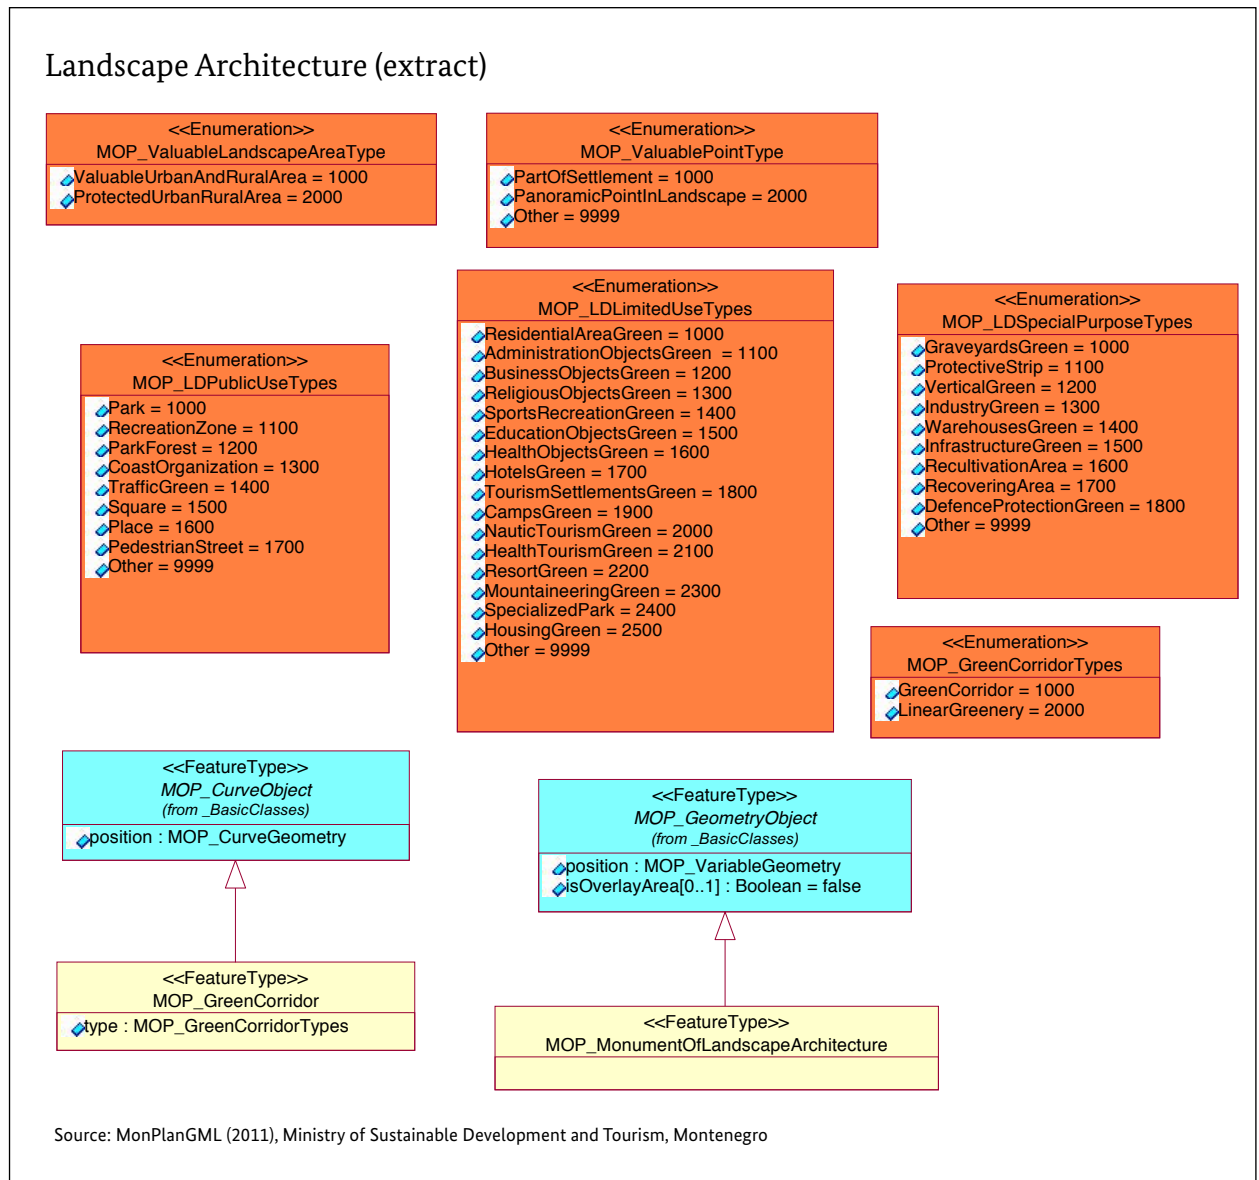 Landscape Architecture (extract)
<<Enumeration>>
MOP_ValuableLandscapeAreaType
ValuableUrbanAndRuralArea = 1000
ProtectedUrbanRuralArea = 2000
<<Enumeration>>
MOP_ValuablePointType
PartOfSettlement = 1000
PanoramicPointInLandscape = 2000
Other = 9999
<<Enumeration>>
MOP_LDPublicUseTypes
Park = 1000
RecreationZone = 1100
ParkForest = 1200
CoastOrganization = 1300
TrafficGreen = 1400
Square = 1500
Place = 1600
PedestrianStreet = 1700
Other = 9999
<<Enumeration>>
MOP_LDLimitedUseTypes
ResidentialAreaGreen = 1000
AdministrationObjectsGreen = 1100
BusinessObjectsGreen = 1200
ReligiousObjectsGreen = 1300
SportsRecreationGreen = 1400
EducationObjectsGreen = 1500
HealthObjectsGreen = 1600
HotelsGreen = 1700
TourismSettlementsGreen = 1800
CampsGreen = 1900
NauticTourismGreen = 2000
HealthTourismGreen = 2100
ResortGreen = 2200
MountaineeringGreen = 2300
SpecializedPark = 2400
HousingGreen = 2500
Other = 9999
<<Enumeration>>
MOP_LDSpecialPurposeTypes
GraveyardsGreen = 1000
ProtectiveStrip = 1100
VerticalGreen = 1200
IndustryGreen = 1300
WarehousesGreen = 1400
InfrastructureGreen = 1500
RecultivationArea = 1600
RecoveringArea = 1700
DefenceProtectionGreen = 1800
Other = 9999
<<Enumeration>>
MOP_GreenCorridorTypes
GreenCorridor = 1000
LinearGreenery = 2000
<<FeatureType>>
MOP_CurveObject
(from _BasicClasses)
position : MOP_CurveGeometry
<<FeatureType>>
MOP_GeometryObject
(from _BasicClasses)
position : MOP_VariableGeometry
isOverlayArea[0..1] : Boolean = false
<<FeatureType>>
MOP_GreenCorridor
type : MOP_GreenCorridorTypes
<<FeatureType>>
MOP_MonumentOfLandscapeArchitecture
Source: MonPlanGML (2011), Ministry of Sustainable Development and Tourism, Montenegro